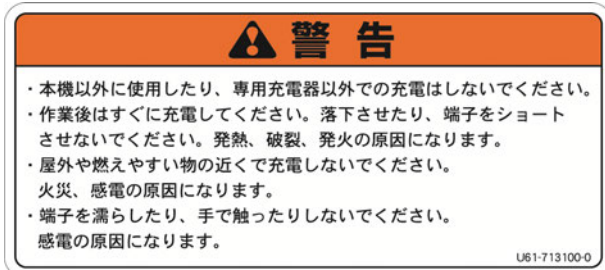 警告
・本機以外に使用したり、専用充電器以外での充電はしないでください。
・作業後はすぐに充電してください。落下させたり、端子をショート
させないでください。発熱、破裂、発火の原因になります。
・屋外や燃えやすい物の近くで充電しないでください。
火災、感電の原因になります。
・端子を濡らしたり、手で触ったりしないでください。
感電の原因になります。
U61-713100-0